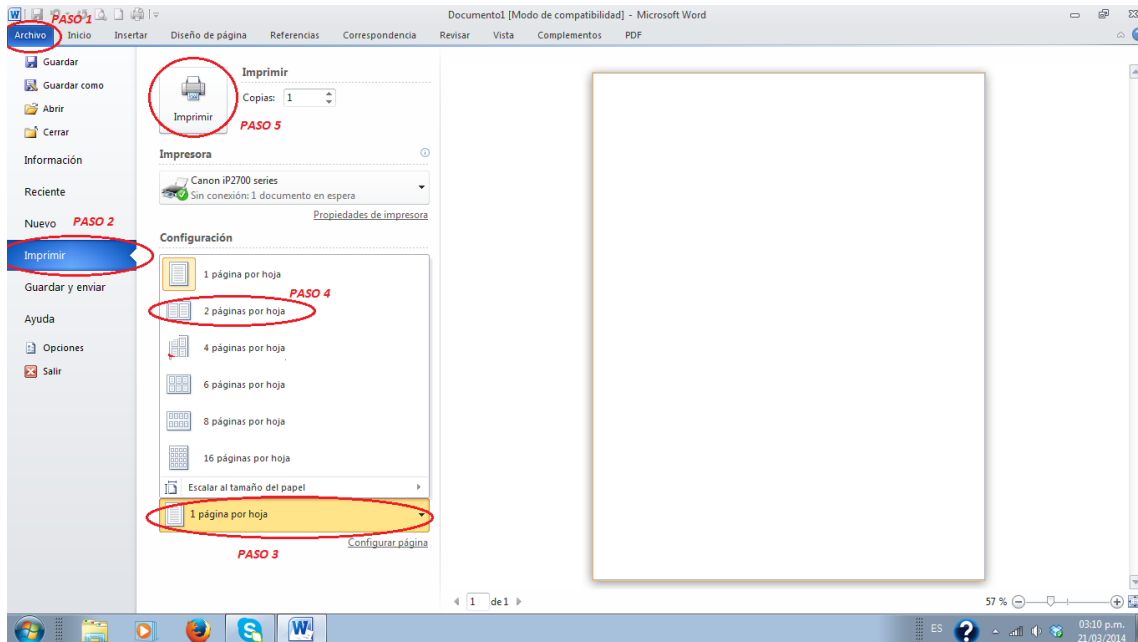 Documento1 [Modo de compatibilidad] - Microsoft Word
PASO 1
Archivo Inicio Insertar Diseño de página Referencias Correspondencia Revisar Vista Complementos PDF
Guardar
Guardar como
Abrir
Cerrar
Información
Reciente
Nuevo
PASO 2
Imprimir
Guardar y enviar
Ayuda
Opciones
Salir
Imprimir
Copias: 1
Imprimir
PASO 5
Impresora
Canon iP2700 series
Sin conexión: 1 documento en espera
Propiedades de impresora
Configuración
1 página por hoja
PASO 4
2 páginas por hoja
4 páginas por hoja
6 páginas por hoja
8 páginas por hoja
16 páginas por hoja
Escalar al tamaño del papel
1 página por hoja
PASO 3
Configurar página
1 de 1
57 %
ES
03:10 p.m.
21/03/2014